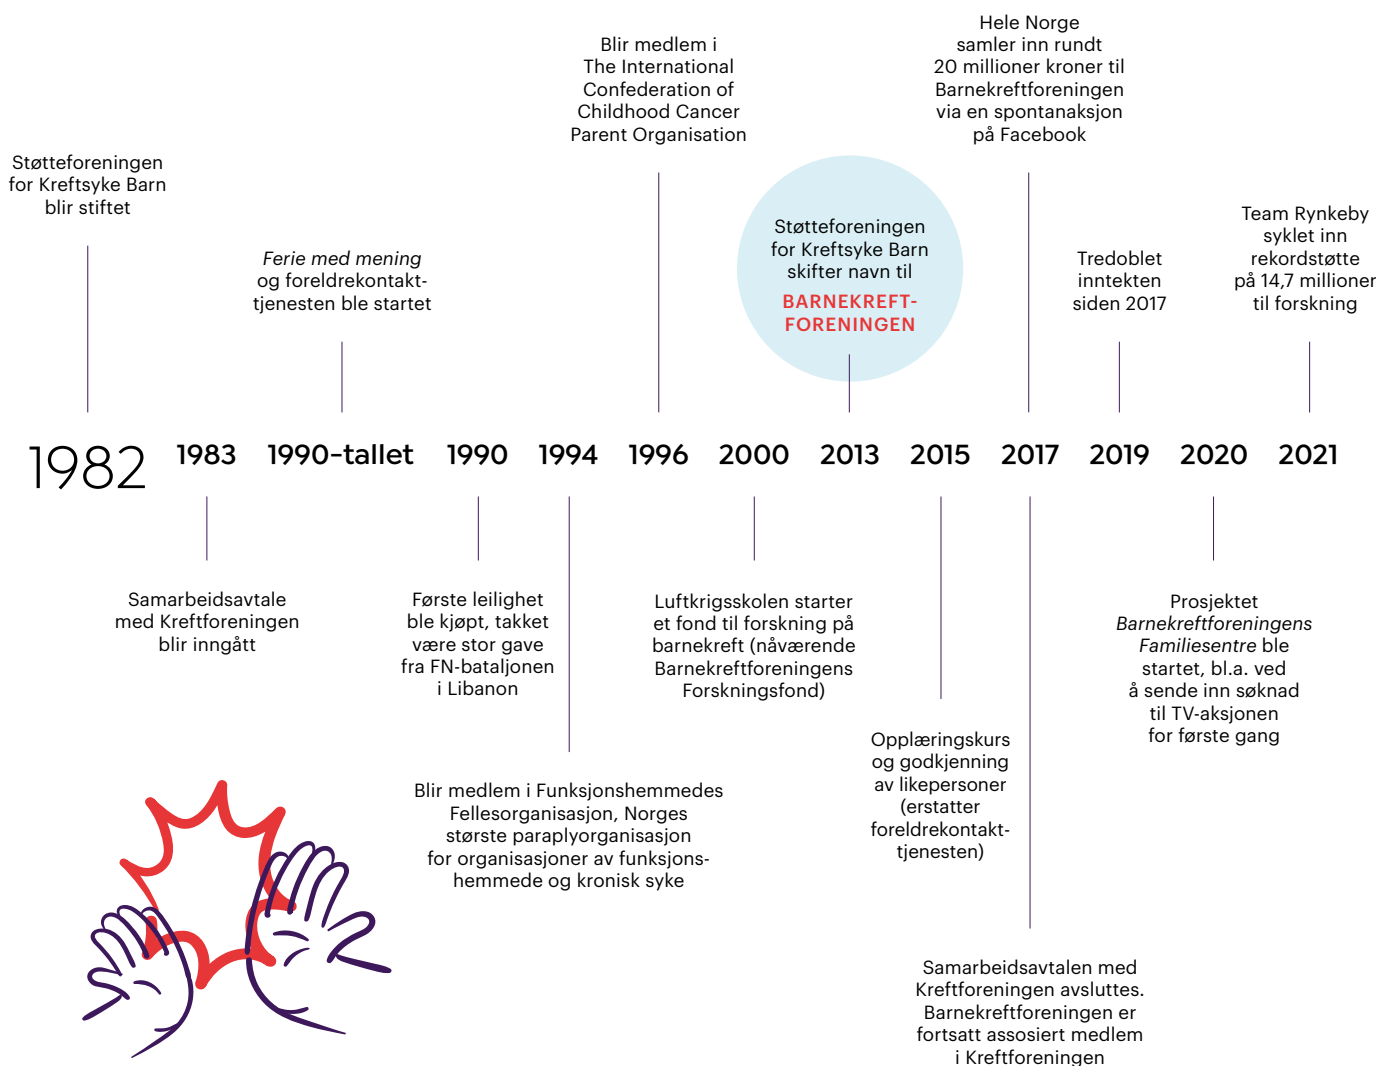 Støtteforeningen
for Kreftsyke Barn
blir stiftet
Ferie med mening
og foreldrekontakt-
tjenesten ble startet
Blir medlem i
The International
Confederation of
Childhood Cancer
Parent Organisation
Støtteforeningen
for Kreftsyke Barn
skifter navn til
BARNEKREFT-
FORENINGEN
Hele Norge
samler inn rundt
20 millioner kroner til
Barnekreftforeningen
via en spontanaksjon
på Facebook
Tredoblet
inntekten
siden 2017
Team Rynkeby
syklet inn
rekordstøtte
på 14,7 millioner
til forskning
1982 1983 1990-tallet 1990 1994 1996 2000 2013 2015 2017 2019 2020 2021
Samarbeidsavtale
med Kreftforeningen
blir inngått
Første leilighet
ble kjøpt, takket
være stor gave
fra FN-bataljonen
i Libanon
Blir medlem i Funksjonshemmedes
Fellesorganisasjon, Norges
største paraplyorganisasjon
for organisasjoner av funksjons-
hemmede og kronisk syke
Luftkrigsskolen starter
et fond til forskning på
barnekreft (nåværende
Barnekreftforeningens
Forskningsfond)
Opplæringskurs
og godkjenning
av likepersoner
(erstatter
foreldrekontakt-
tjenesten)
Samarbeidsavtalen med
Kreftforeningen avsluttes.
Barnekreftforeningen er
fortsatt assosiert medlem
i Kreftforeningen
Prosjektet
Barnekreftforeningens
Familiesentre ble
startet, bl.a. ved
å sende inn søknad
til TV-aksjonen
for første gang